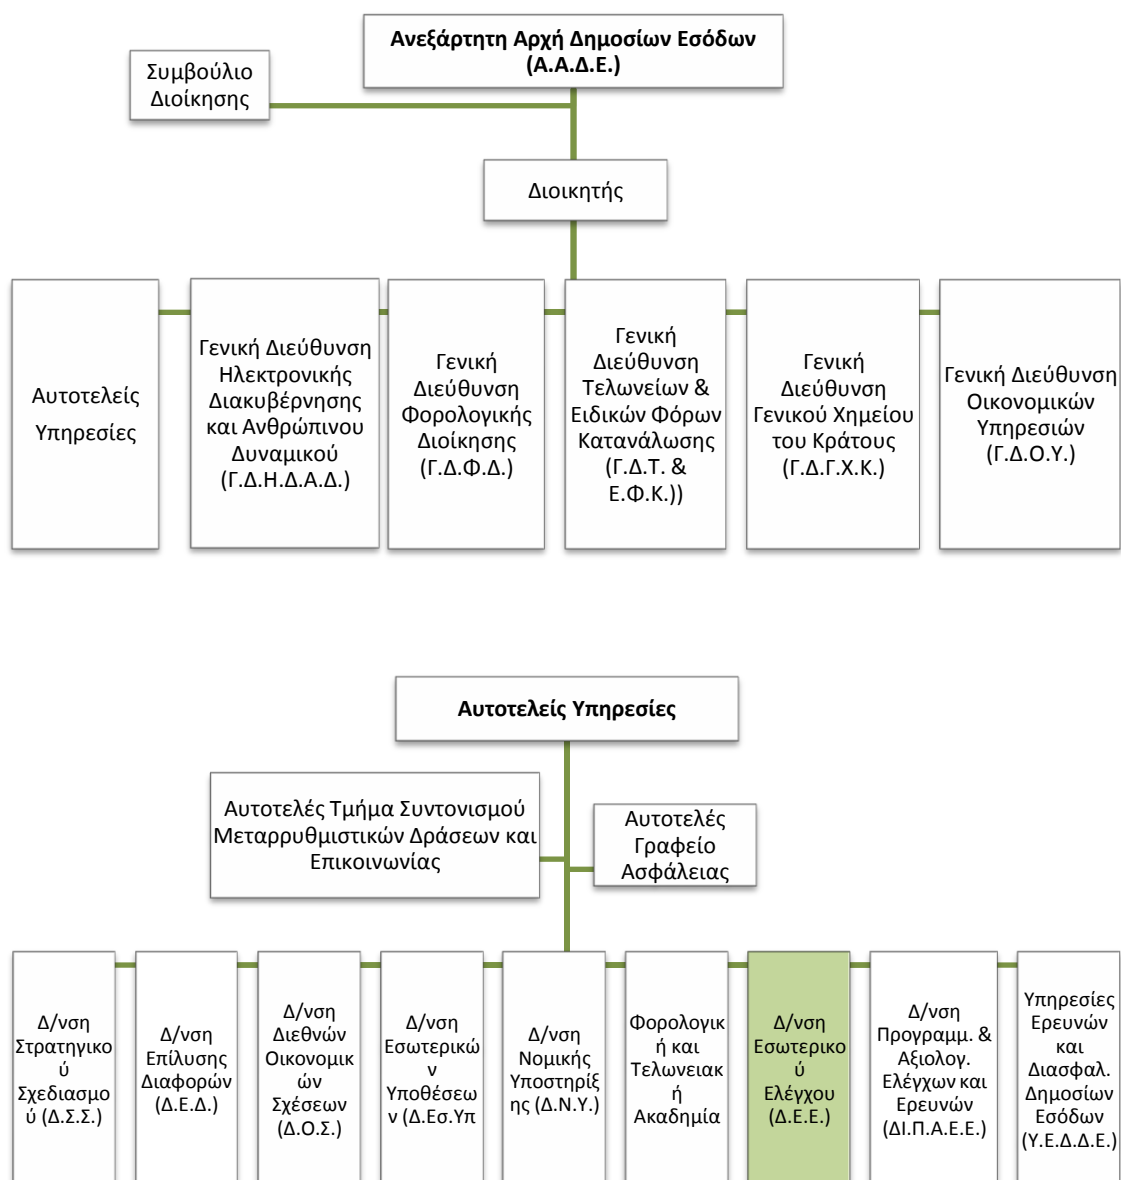 Ανεξάρτητη Αρχή Δημοσίων Εσόδων
(Α.Α.Δ.Ε.)
Συμβούλιο
Διοίκησης
Διοικητής
Αυτοτελείς
Υπηρεσίες
Γενική Διεύθυνση
Ηλεκτρονικής
Διακυβέρνησης
και Ανθρώπινου
Δυναμικού
(Γ.Δ.Η.Δ.Α.Δ.)
Γενική
Διεύθυνση
Φορολογικής
Διοίκησης
(Γ.Δ.Φ.Δ.)
Γενική
Διεύθυνση
Τελωνείων &
Ειδικών Φόρων
Κατανάλωσης
(Γ.Δ.Τ. &
Ε.Φ.Κ.))
Γενική
Διεύθυνση
Γενικού Χημείου
του Κράτους
(Γ.Δ.Γ.Χ.Κ.)
Γενική Διεύθυνση
Οικονομικών
Υπηρεσιών
(Γ.Δ.Ο.Υ.)
Αυτοτελείς Υπηρεσίες
Αυτοτελές Τμήμα Συντονισμού
Μεταρρυθμιστικών Δράσεων και
Επικοινωνίας
Αυτοτελές
Γραφείο
Ασφάλειας
Δ/νση
Στρατηγικο
ύ
Σχεδιασμο
ύ (Δ.Σ.Σ.)
Δ/νση
Επίλυσης
Διαφορών
(Δ.Ε.Δ.)
Δ/νση
Διεθνών
Οικονομικ
ών
Σχέσεων
(Δ.Ο.Σ.)
Δ/νση
Εσωτερικώ
ν
Υποθέσεω
ν (Δ.Εσ.Υπ
Δ/νση
Νομικής
Υποστηρίξ
ης (Δ.Ν.Υ.)
Φορολογικ
ή και
Τελωνειακ
ή
Ακαδημία
Δ/νση
Εσωτερικο
ύ
Ελέγχου
(Δ.Ε.Ε.)
Δ/νση
Προγραμμ. &
Αξιολογ.
Ελέγχων και
Ερευνών
(ΔΙ.Π.Α.Ε.Ε.)
Υπηρεσίες
Ερευνών
και
Διασφαλ.
Δημοσίων
Εσόδων
(Υ.Ε.Δ.Δ.Ε.)